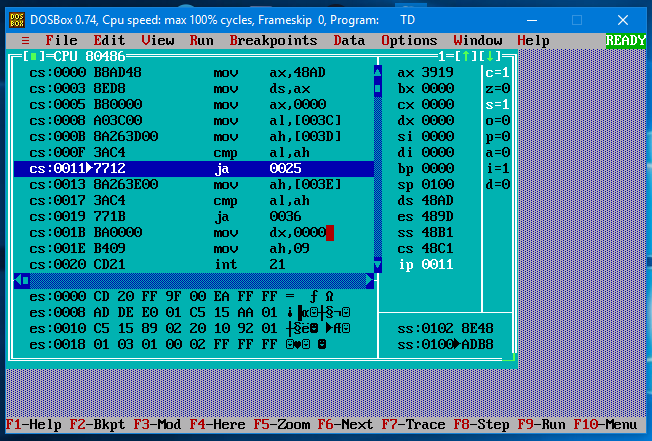 DOSBox 0.74, Cpu speed: max 100% cycles, Frameskip 0, Program: TD
≡ File Edit View Run Breakpoints Data Options Window Help READY
[■]=CPU 80486 1=[↑][↓]
cs:0000 B8AD48 mov ax,48AD ax 3919 c=1
cs:0003 8ED8 mov ds,ax bx 0000 z=0
cs:0005 B80000 mov ax,0000 cx 0000 s=1
cs:0008 A03C00 mov al,[003C] dx 0000 o=0
cs:000B 8A263D00 mov ah,[003D] si 0000 p=0
cs:000F 3AC4 cmp al,ah di 0000 a=0
cs:0011►7712 ja 0025 bp 0000 i=1
cs:0013 8A263E00 mov ah,[003E] sp 0100 d=0
cs:0017 3AC4 cmp al,ah ds 48AD
cs:0019 771B ja 0036 es 489D
cs:001B BA0000 mov dx,0000 ss 48B1
cs:001E B409 mov ah,09 cs 48C1
cs:0020 CD21 int 21 ip 0011
es:0000 CD 20 FF 9F 00 EA FF FF = ƒ Ω
es:0008 AD DE E0 01 C5 15 AA 01
es:0010 C5 15 89 02 20 10 92 01
es:0018 01 03 01 00 02 FF FF FF
ss:0102 8E48
ss:0100►ADB8
F1-Help F2-Bkpt F3-Mod F4-Here F5-Zoom F6-Next F7-Trace F8-Step F9-Run F10-Menu